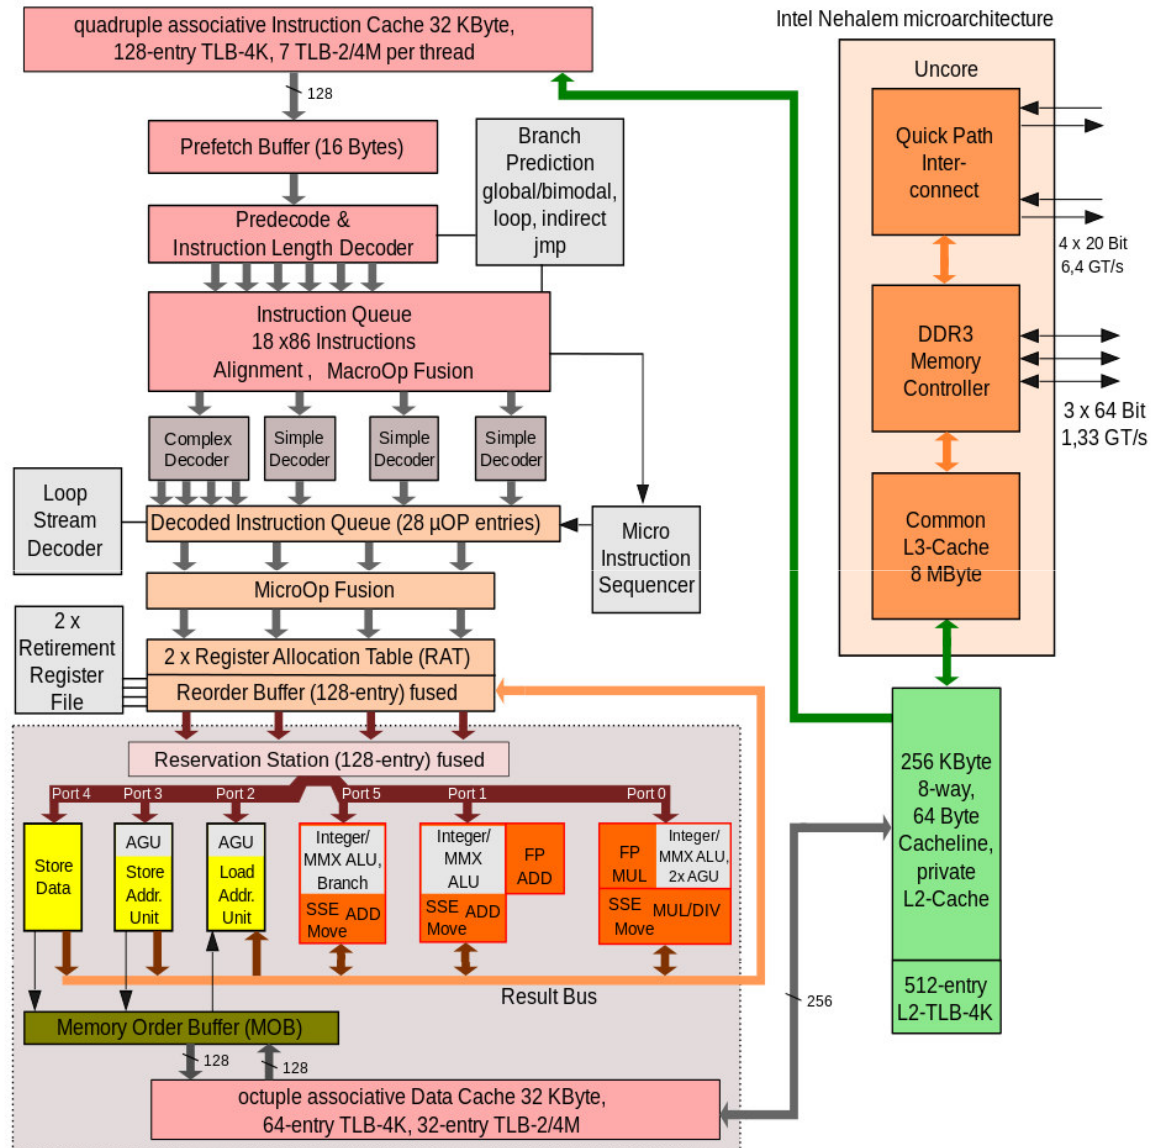 quadruple associative Instruction Cache 32 KByte,
128-entry TLB-4K, 7 TLB-2/4M per thread
128
Prefetch Buffer (16 Bytes)
Predecode &
Instruction Length Decoder
Branch
Prediction
global/bimodal,
loop, indirect
jmp
Instruction Queue
18 x86 Instructions
Alignment , MacroOp Fusion
Complex
Decoder
Simple
Decoder
Simple
Decoder
Simple
Decoder
Loop
Stream
Decoder
Decoded Instruction Queue (28 µOP entries)
Micro
Instruction
Sequencer
MicroOp Fusion
2 x
Retirement
Register
File
2 x Register Allocation Table (RAT)
Reorder Buffer (128-entry) fused
Reservation Station (128-entry) fused
Port 4
Port 3
Port 2
Port 5
Port 1
Port 0
Store
Data
AGU
Store
Addr.
Unit
AGU
Load
Addr.
Unit
Integer/
MMX ALU,
Branch
SSE ADD
Move
Integer/
MMX
ALU
FP
ADD
SSE ADD
Move
FP
MUL
Integer/
MMX ALU,
2x AGU
SSE MUL/DIV
Move
Result Bus
Memory Order Buffer (MOB)
128
128
octuple associative Data Cache 32 KByte,
64-entry TLB-4K, 32-entry TLB-2/4M
256
Intel Nehalem microarchitecture
Uncore
Quick Path
Inter-
connect
4 x 20 Bit
6,4 GT/s
DDR3
Memory
Controller
3 x 64 Bit
1,33 GT/s
Common
L3-Cache
8 MByte
256 KByte
8-way,
64 Byte
Cacheline,
private
L2-Cache
512-entry
L2-TLB-4K